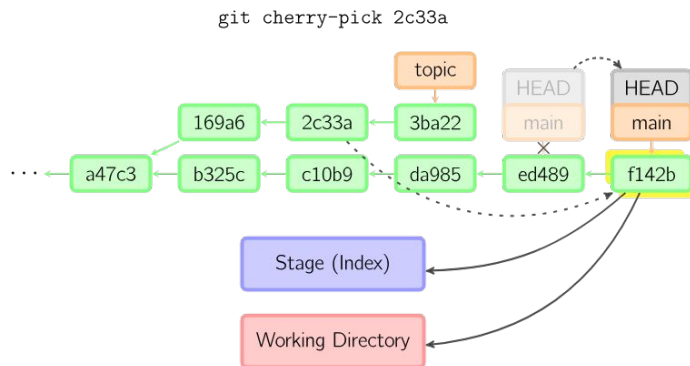 git cherry-pick 2c33a
topic
HEAD HEAD
169a6 2c33a 3ba22 main main
... a47c3 b325c c10b9 da985 ed489 f142b
Stage (Index)
Working Directory